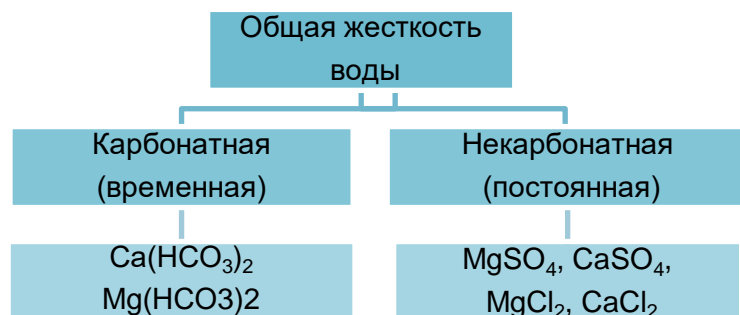 Общая жесткость
воды
Карбонатная
(временная)
Некарбонатная
(постоянная)
Ca(HCO₃)₂
Mg(HCO3)2
MgSO₄, CaSO₄,
MgCl₂, CaCl₂